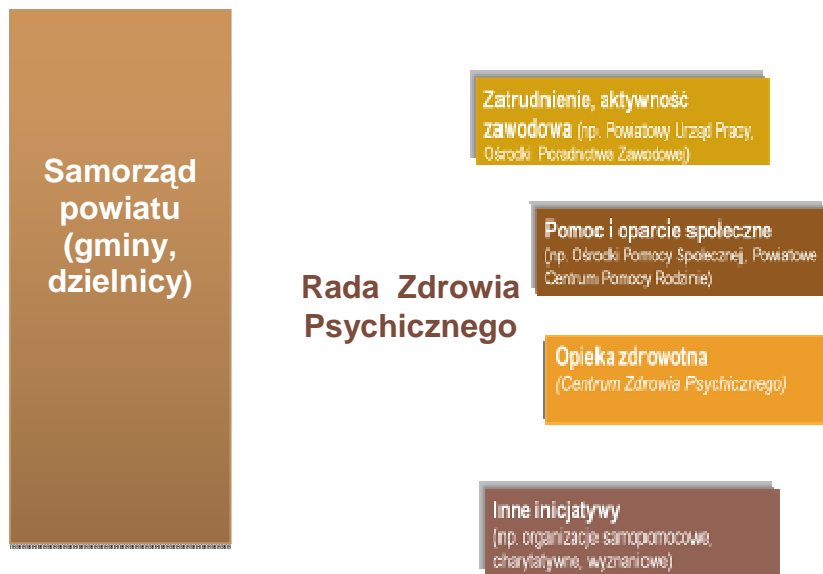 Samorząd
powiatu
(gminy,
dzielnicy)
Rada Zdrowia
Psychicznego
Zatrudnienie, aktywność
zawodowa (np. Powiatowy Urząd Pracy,
Ośrodki Poradnictwa Zawodowej)
Pomoc i oparcie społeczne
(np. Ośrodki Pomocy Społecznej, Powiatowe
Centrum Pomocy Rodzinie)
Opieka zdrowotna
(Centrum Zdrowia Psychicznego)
Inne inicjatywy
(np. organizacje samopomocowe,
charytatywne, wyznaniowe)